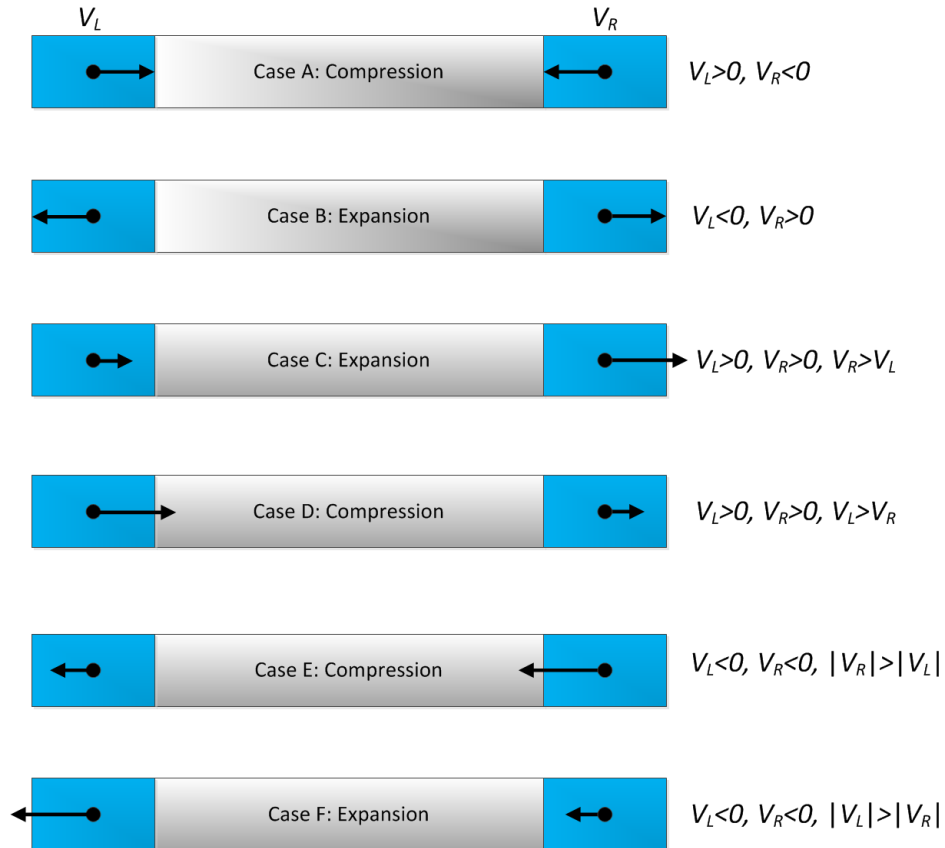 V_L V_R
Case A: Compression V_L>0, V_R<0
Case B: Expansion V_L<0, V_R>0
Case C: Expansion V_L>0, V_R>0, V_R>V_L
Case D: Compression V_L>0, V_R>0, V_L>V_R
Case E: Compression V_L<0, V_R<0, |V_R|>|V_L|
Case F: Expansion V_L<0, V_R<0, |V_L|>|V_R|